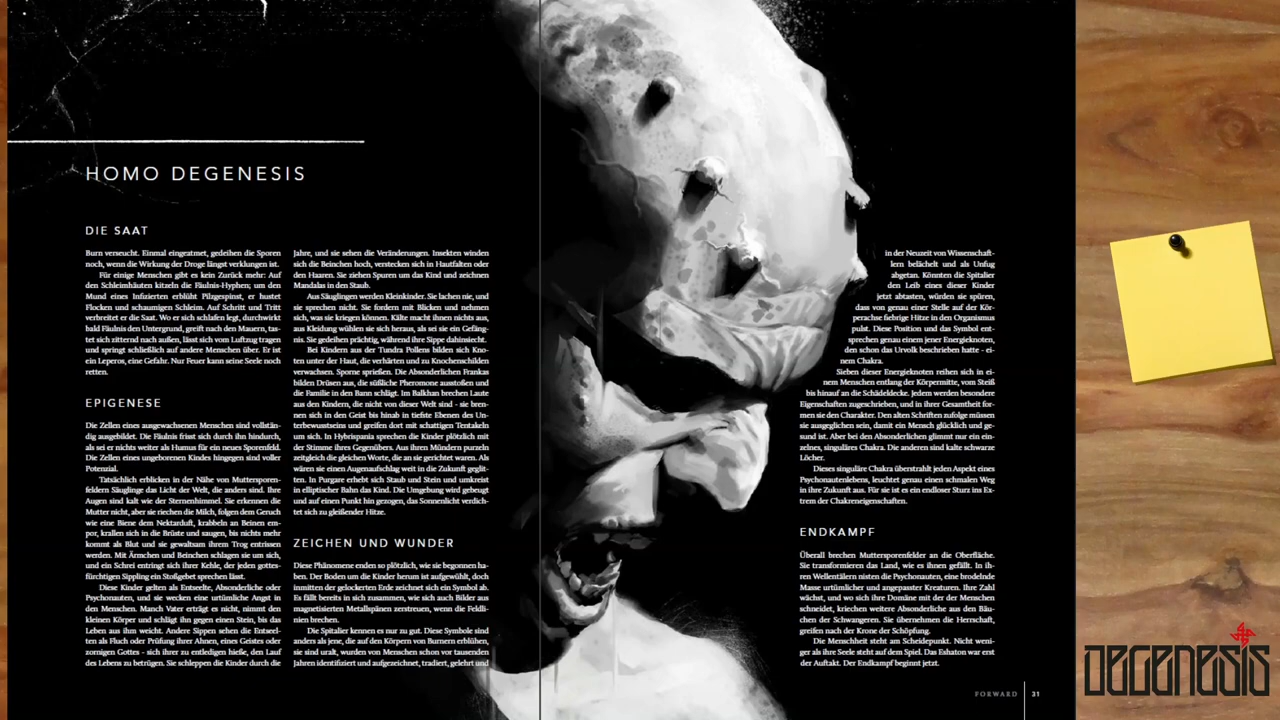 HOMO DEGENESIS
DIE SAAT
Burn verseucht. Einmal eingeatmet, gedeihen die Sporen
noch, wenn die Wirkung der Droge längst verklungen ist.
Für einige Menschen gibt es kein Zurück mehr: Auf
den Schleimhäuten kitzeln die Fäulnis-Hyphen; um den
Mund eines Infizierten erblüht Pilzgespinst, er hustet
Flocken und schaumigen Schleim. Auf Schritt und Tritt
verbreitet er die Saat. Wo er sich schlafen legt, durchwirkt
bald Fäulnis den Untergrund, greift nach den Mauern, tas-
tet sich zitternd nach außen, lässt sich vom Luftzug tragen
und springt schließlich auf andere Menschen über. Er ist
ein Leperos, eine Gefahr. Nur Feuer kann seine Seele noch
retten.
EPIGENESE
Die Zellen eines ausgewachsenen Menschen sind vollstän-
dig ausgebildet. Die Fäulnis frisst sich durch ihn hindurch,
als sei er nichts weiter als Humus für ein neues Sporenfeld.
Die Zellen eines ungeborenen Kindes hingegen sind voller
Potenzial.
Tatsächlich erblicken in der Nähe von Muttersporen-
feldern Säuglinge das Licht der Welt, die anders sind. Ihre
Augen sind kalt wie der Sternenhimmel. Sie erkennen die
Mutter nicht, aber sie riechen die Milch, folgen dem Geruch
wie eine Biene dem Nektarduft, krabbeln an Beinen em-
por, krallen sich in die Brüste und saugen, bis nichts mehr
kommt als Blut und sie gewaltsam ihrem Trog entrissen
werden. Mit Ärmchen und Beinchen schlagen sie um sich,
und ein Schrei entringt sich ihrer Kehle, der jeden gottes-
fürchtigen Sippling ein Stoßgebet sprechen lässt.
Diese Kinder gelten als Entseelte, Absonderliche oder
Psychonauten, und sie wecken eine urtümliche Angst in
den Menschen. Manch Vater erträgt es nicht, nimmt den
kleinen Körper und schlägt ihn gegen einen Stein, bis das
Leben aus ihm weicht. Andere Sippen sehen die Entseel-
ten als Fluch oder Prüfung ihrer Ahnen, eines Geistes oder
zornigen Gottes - sich ihrer zu entledigen hieße, den Lauf
des Lebens zu betrügen. Sie schleppen die Kinder durch die
Jahre, und sie sehen die Veränderungen. Insekten winden
sich die Beinchen hoch, verstecken sich in Hautfalten oder
den Haaren. Sie ziehen Spuren um das Kind und zeichnen
Mandalas in den Staub.
Aus Säuglingen werden Kleinkinder. Sie lachen nie, und
sie sprechen nicht. Sie fordern mit Blicken und nehmen
sich, was sie kriegen können. Kälte macht ihnen nichts aus,
aus Kleidung wühlen sie sich heraus, als sei sie ein Gefäng-
nis. Sie gedeihen prächtig, während ihre Sippe dahinsiecht.
Bei Kindern aus der Tundra Pollens bilden sich Kno-
ten unter der Haut, die verhärten und zu Knochenschilden
verwachsen. Sporne sprießen. Die Absonderlichen Frankas
bilden Drüsen aus, die süßliche Pheromone ausstoßen und
die Familie in den Bann schlägt. Im Balkhan brechen Laute
aus den Kindern, die nicht von dieser Welt sind - sie bren-
nen sich in den Geist bis hinab in tiefste Ebenen des Un-
terbewusstseins und greifen dort mit schattigen Tentakeln
um sich. In Hybrispania sprechen die Kinder plötzlich mit
der Stimme ihres Gegenübers. Aus ihren Mündern purzeln
zeitgleich die gleichen Worte, die an sie gerichtet waren. Als
wären sie einen Augenaufschlag weit in die Zukunft geglit-
ten. In Purgare erhebt sich Staub und Stein und umkreist
in elliptischer Bahn das Kind. Die Umgebung wird gebeugt
und auf einen Punkt hin gezogen, das Sonnenlicht verdich-
tet sich zu gleißender Hitze.
ZEICHEN UND WUNDER
Diese Phänomene enden so plötzlich, wie sie begonnen ha-
ben. Der Boden um die Kinder herum ist aufgewühlt, doch
inmitten der gelockerten Erde zeichnet sich ein Symbol ab.
Es fällt bereits in sich zusammen, wie sich auch Bilder aus
magnetisierten Metallspänen zerstreuen, wenn die Feldli-
nien brechen.
Die Spitalier kennen es nur zu gut. Diese Symbole sind
anders als jene, die auf den Körpern von Burnern erblühen,
sie sind uralt, wurden von Menschen schon vor tausenden
Jahren identifiziert und aufgezeichnet, tradiert, gelehrt und
in der Neuzeit von Wissenschaft-
lern belächelt und als Unfug
abgetan. Könnten die Spitalier
den Leib eines dieser Kinder
jetzt abtasten, würden sie spüren,
dass von genau einer Stelle auf der Kör-
perachse fiebrige Hitze in den Organismus
pulst. Diese Position und das Symbol ent-
sprechen genau einem jener Energieknoten,
den schon das Urvolk beschrieben hatte - ei-
nem Chakra.
Sieben dieser Energieknoten reihen sich in ei-
nem Menschen entlang der Körpermitte, vom Steiß
bis hinauf an die Schädeldecke. Jedem werden besondere
Eigenschaften zugeschrieben, und in ihrer Gesamtheit for-
men sie den Charakter. Den alten Schriften zufolge müssen
sie ausgeglichen sein, damit ein Mensch glücklich und ge-
sund ist. Aber bei den Absonderlichen glimmt nur ein ein-
zelnes, singuläres Chakra. Die anderen sind kalte schwarze
Löcher.
Dieses singuläre Chakra überstrahlt jeden Aspekt eines
Psychonautenlebens, leuchtet genau einen schmalen Weg
in ihre Zukunft aus. Für sie ist es ein endloser Sturz ins Ex-
trem der Chakreneigenschaften.
ENDKAMPF
Überall brechen Muttersporenfelder an die Oberfläche.
Sie transformieren das Land, wie es ihnen gefällt. In ih-
ren Wellentälern nisten die Psychonauten, eine brodelnde
Masse urtümlicher und angepasster Kreaturen. Ihre Zahl
wächst, und wo sich ihre Domäne mit der der Menschen
schneidet, kriechen weitere Absonderliche aus den Bäu-
chen der Schwangeren. Sie übernehmen die Herrschaft,
greifen nach der Krone der Schöpfung.
Die Menschheit steht am Scheidepunkt. Nicht weni-
ger als ihre Seele steht auf dem Spiel. Das Eshaton war erst
der Auftakt. Der Endkampf beginnt jetzt.
FORWARD 31
DEGENESIS